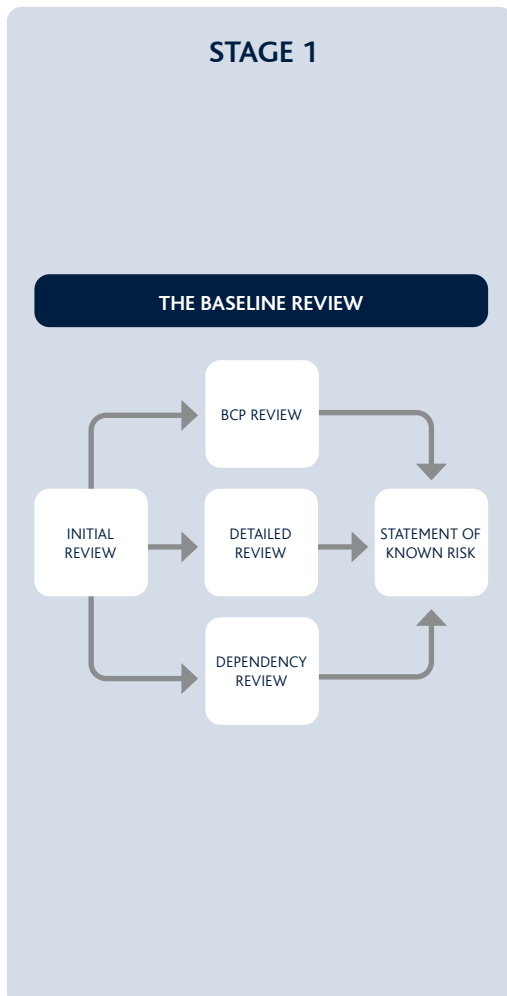 STAGE 1
THE BASELINE REVIEW
BCP REVIEW
INITIAL
REVIEW
DETAILED
REVIEW
STATEMENT OF
KNOWN RISK
DEPENDENCY
REVIEW